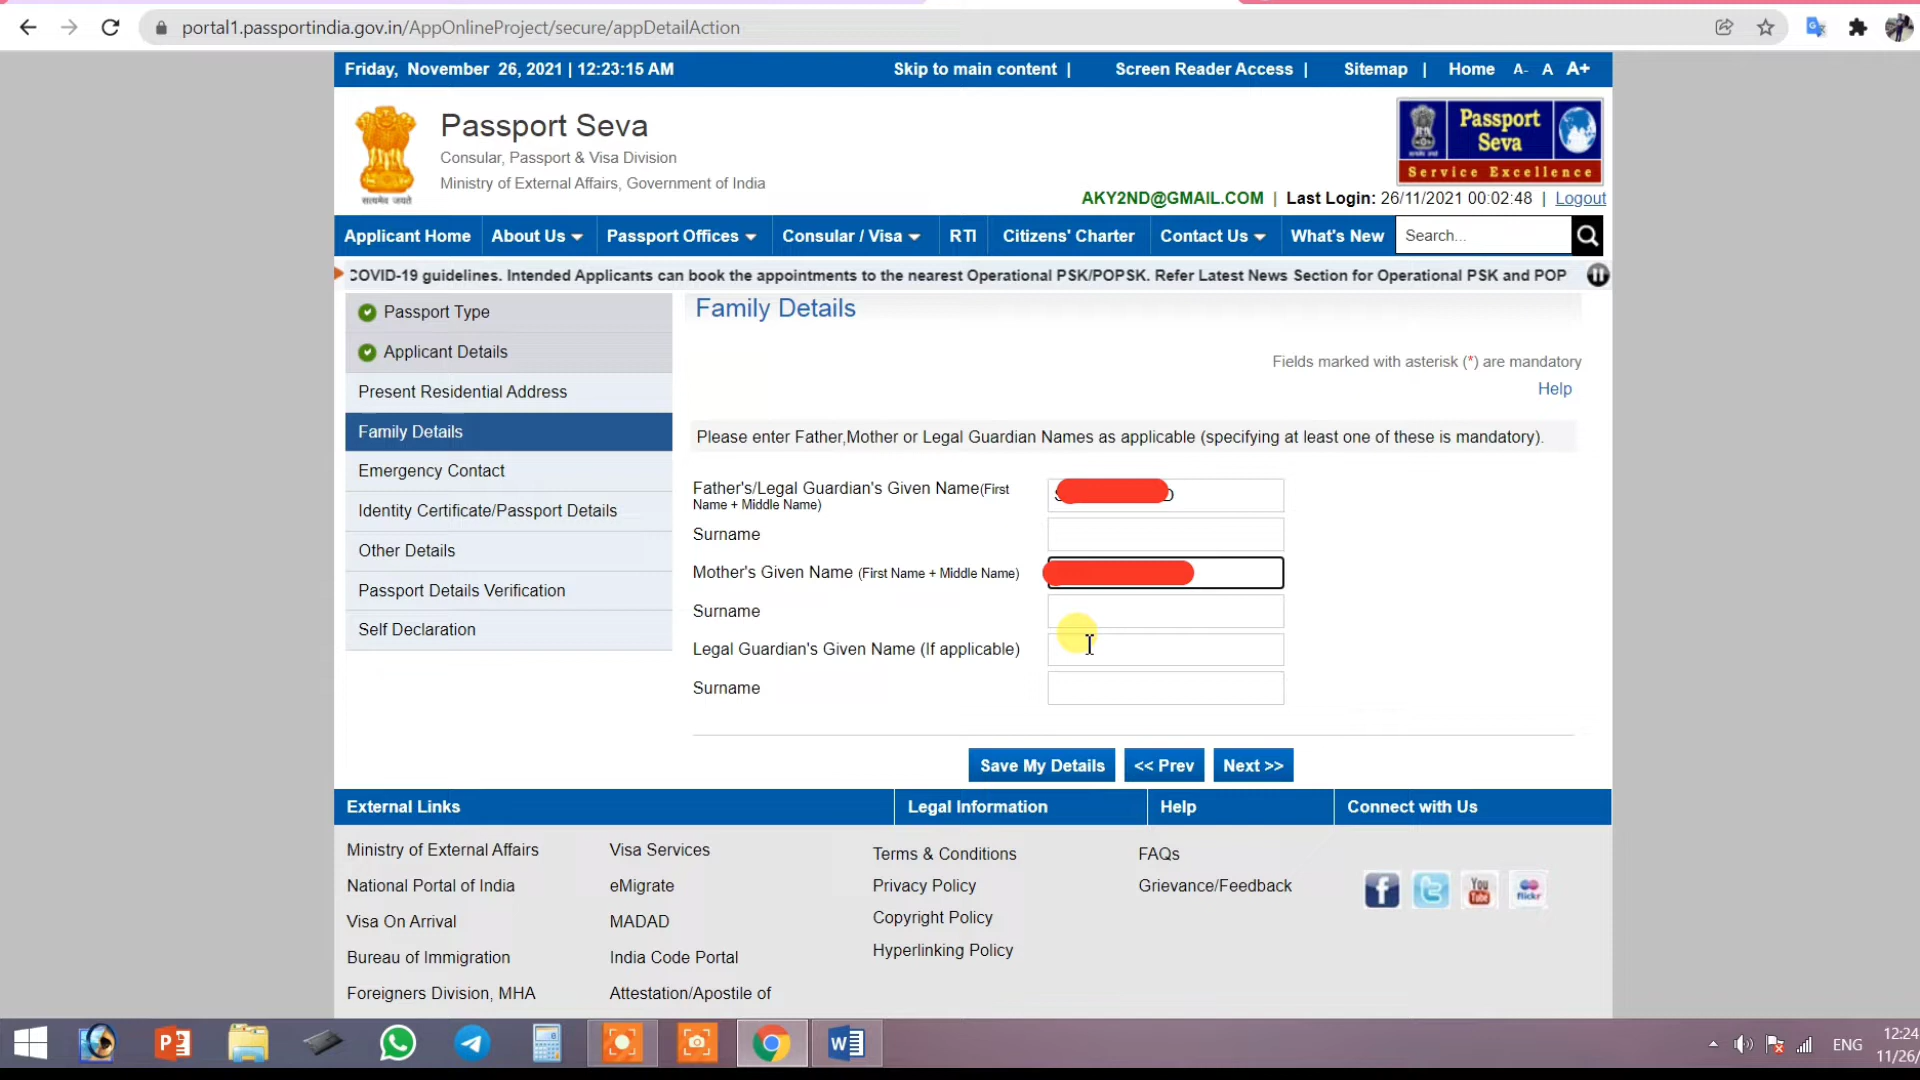 portal1.passportindia.gov.in/AppOnlineProject/secure/appDetailAction
Friday, November 26, 2021 | 12:23:15 AM
Skip to main content |
Screen Reader Access |
Sitemap |
Home
A-
A
A+
Passport Seva
Consular, Passport & Visa Division
Ministry of External Affairs, Government of India
सत्यमेव जयते
Passport
Seva
Service Excellence
AKY2ND@GMAIL.COM | Last Login: 26/11/2021 00:02:48 | Logout
Applicant Home
About Us
Passport Offices
Consular / Visa
RTI
Citizens' Charter
Contact Us
What's New
Search...
COVID-19 guidelines. Intended Applicants can book the appointments to the nearest Operational PSK/POPSK. Refer Latest News Section for Operational PSK and POP
Passport Type
Applicant Details
Present Residential Address
Family Details
Emergency Contact
Identity Certificate/Passport Details
Other Details
Passport Details Verification
Self Declaration
Family Details
Fields marked with asterisk (*) are mandatory
Help
Please enter Father,Mother or Legal Guardian Names as applicable (specifying at least one of these is mandatory).
Father's/Legal Guardian's Given Name(First
Name + Middle Name)
Surname
Mother's Given Name (First Name + Middle Name)
Surname
Legal Guardian's Given Name (If applicable)
Surname
Save My Details
<< Prev
Next >>
External Links
Legal Information
Help
Connect with Us
Ministry of External Affairs
National Portal of India
Visa On Arrival
Bureau of Immigration
Foreigners Division, MHA
Visa Services
eMigrate
MADAD
India Code Portal
Attestation/Apostile of
Terms & Conditions
Privacy Policy
Copyright Policy
Hyperlinking Policy
FAQs
Grievance/Feedback
You
Tube
flickr
ENG
12:24
11/26/